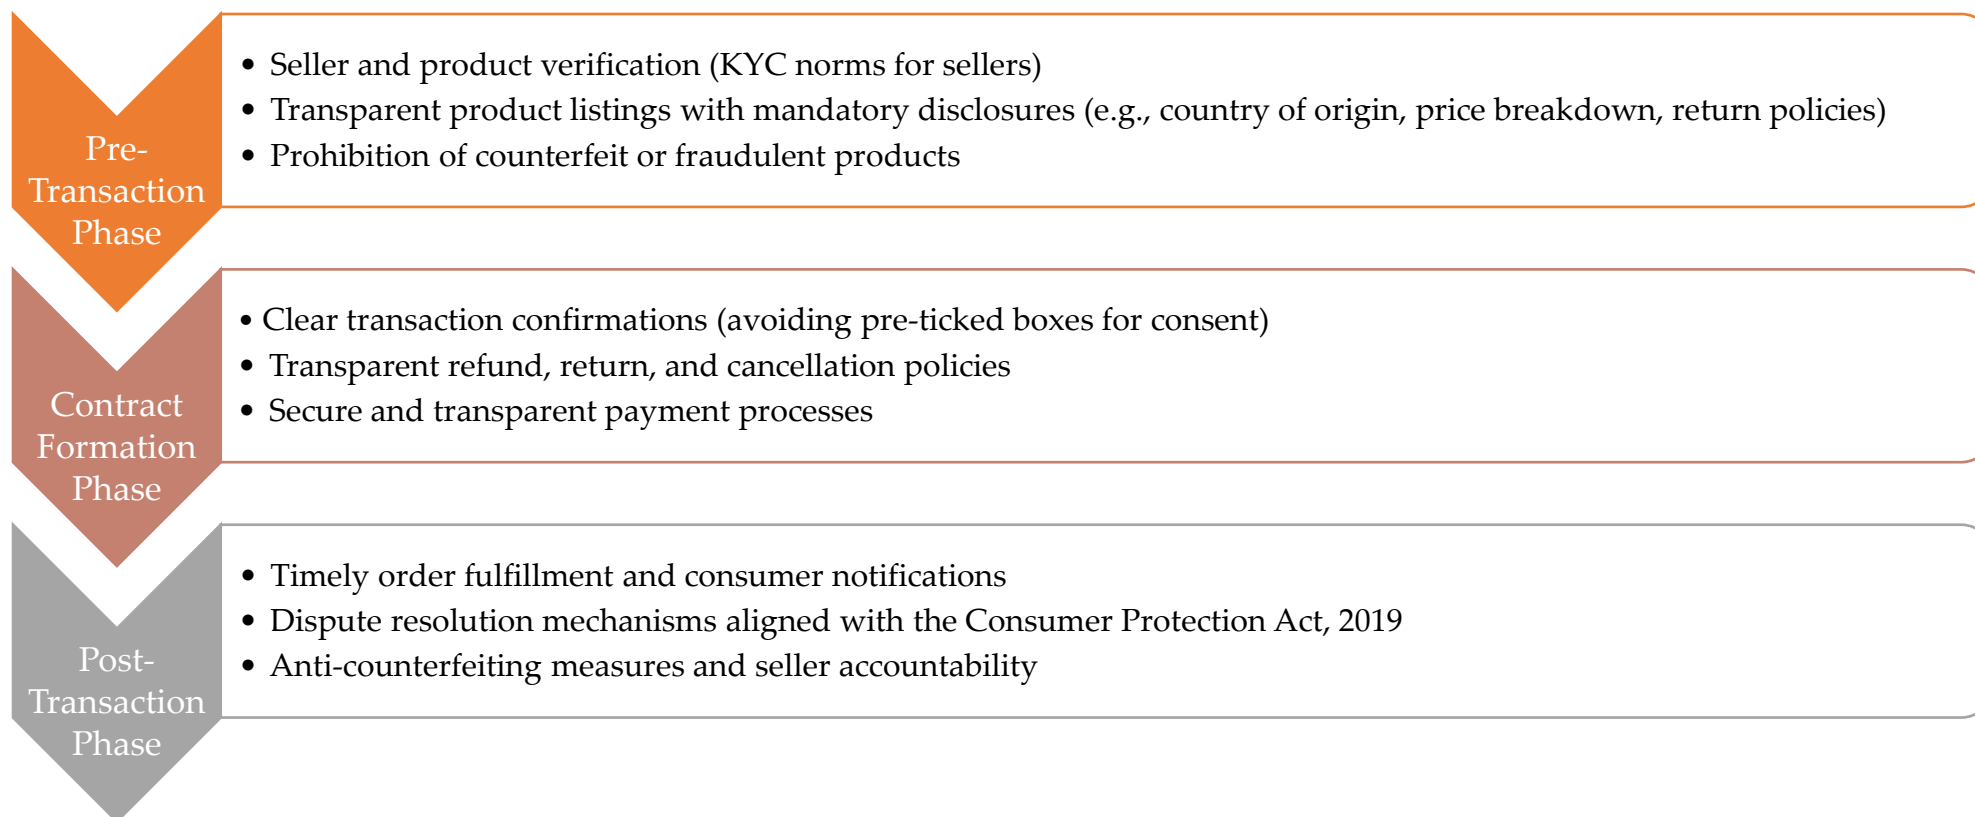 Pre-
Transaction
Phase
• Seller and product verification (KYC norms for sellers)
• Transparent product listings with mandatory disclosures (e.g., country of origin, price breakdown, return policies)
• Prohibition of counterfeit or fraudulent products
Contract
Formation
Phase
• Clear transaction confirmations (avoiding pre-ticked boxes for consent)
• Transparent refund, return, and cancellation policies
• Secure and transparent payment processes
Post-
Transaction
Phase
• Timely order fulfillment and consumer notifications
• Dispute resolution mechanisms aligned with the Consumer Protection Act, 2019
• Anti-counterfeiting measures and seller accountability